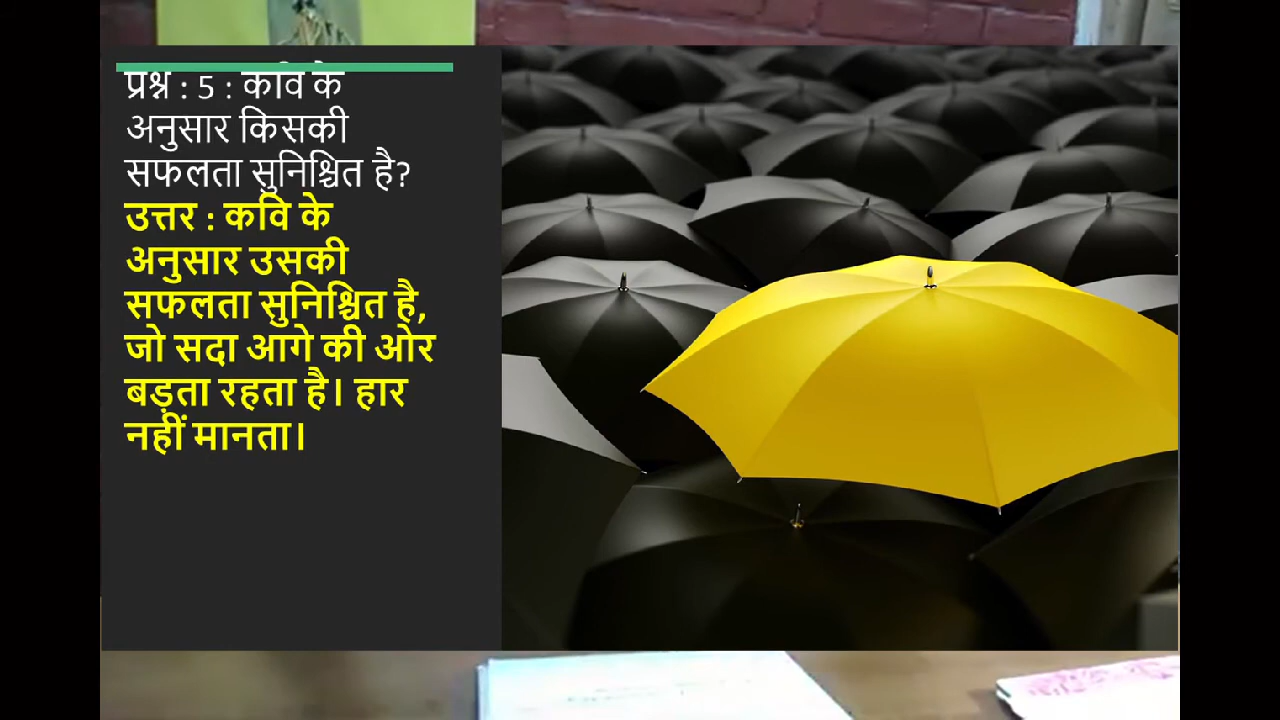 प्रश्न : 5 : कवि के
अनुसार किसकी
सफलता सुनिश्चित है?
उत्तर : कवि के
अनुसार उसकी
सफलता सुनिश्चित है,
जो सदा आगे की ओर
बड़ता रहता है। हार
नहीं मानता।